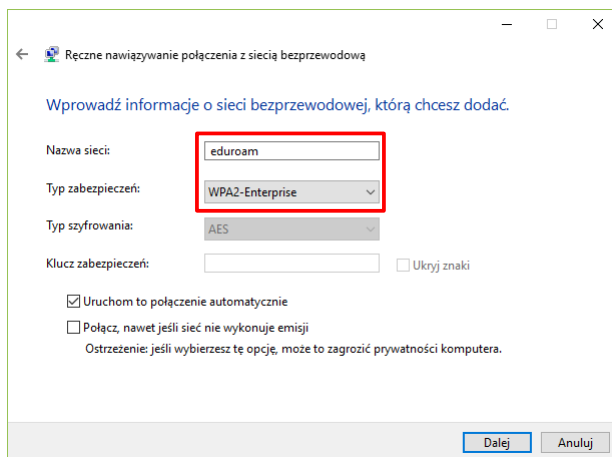 Ręczne nawiązywanie połączenia z siecią bezprzewodową
Wprowadź informacje o sieci bezprzewodowej, którą chcesz dodać.
Nazwa sieci: eduroam
Typ zabezpieczeń: WPA2-Enterprise
Typ szyfrowania: AES
Klucz zabezpieczeń: Ukryj znaki
Uruchom to połączenie automatycznie
Połącz, nawet jeśli sieć nie wykonuje emisji
Ostrzeżenie: jeśli wybierzesz tę opcję, może to zagrozić prywatności komputera.
Dalej Anuluj